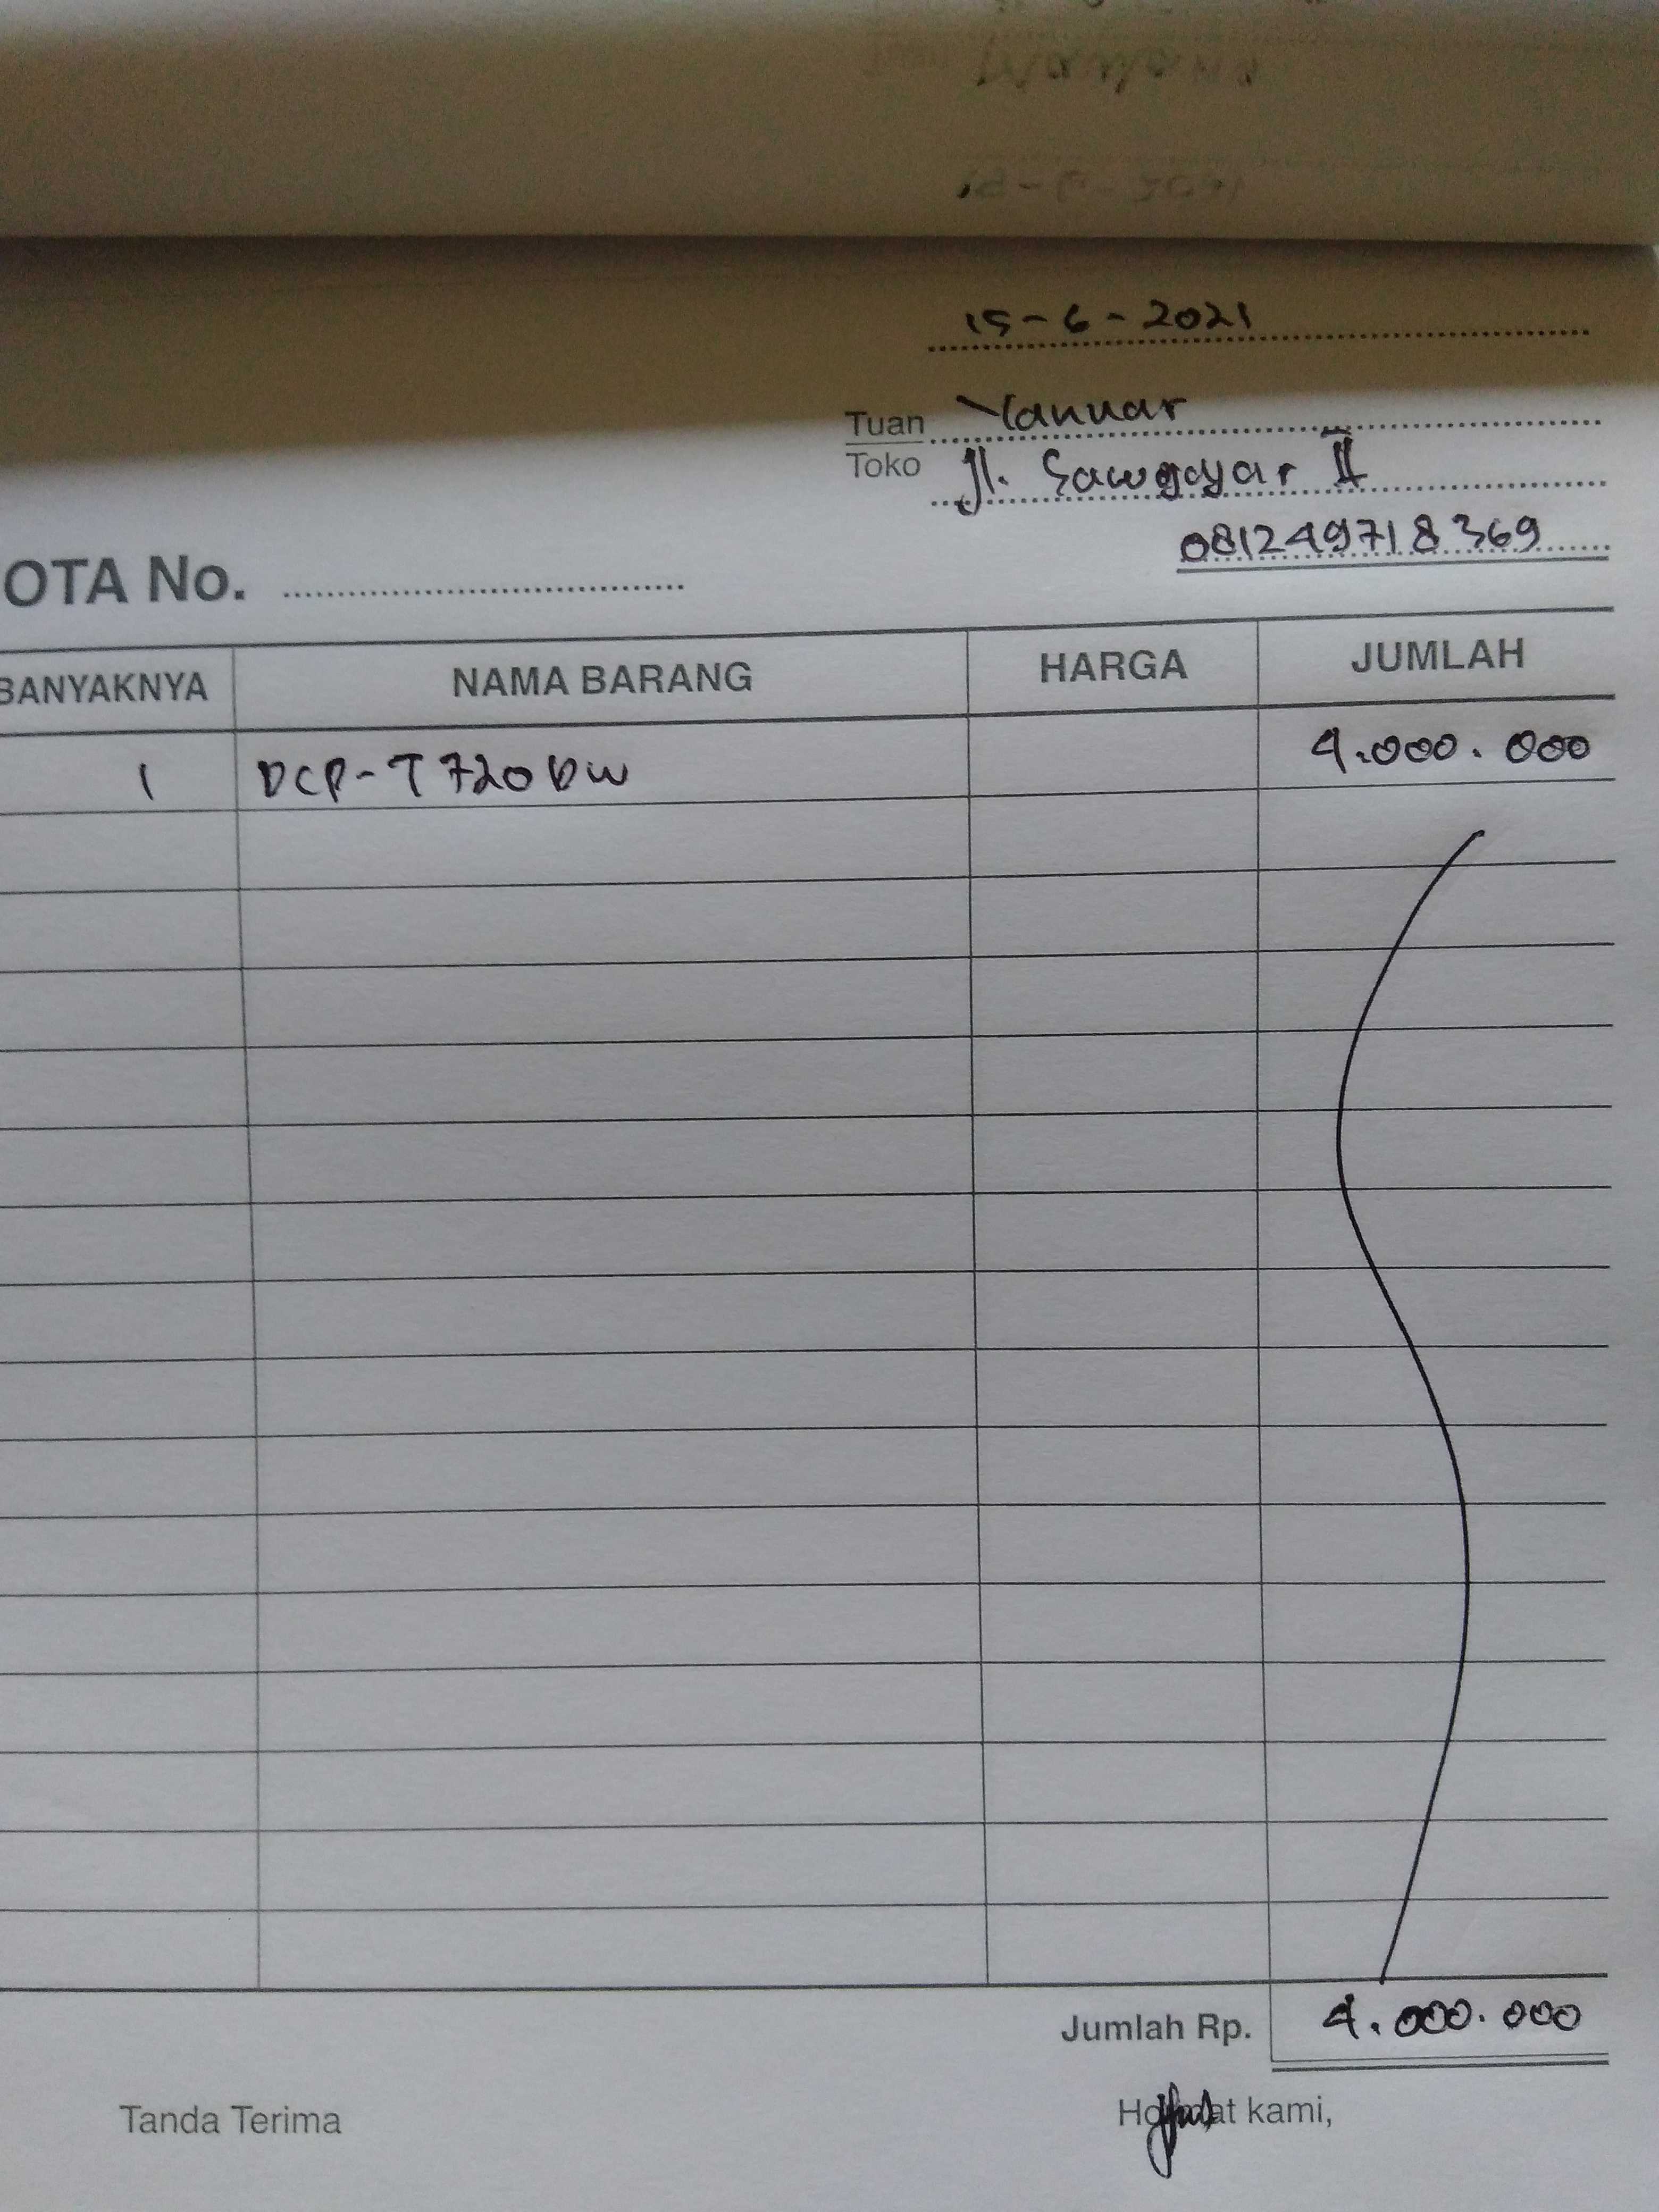 15-6-2021
Tuan Yanuar
Toko Jl. Sawgayar II
081249718369
OTA No.
BANYAKNYA NAMA BARANG HARGA JUMLAH
1 DCP-T720DW 4.000.000
Jumlah Rp. 4.000.000
Tanda Terima Hormat kami,